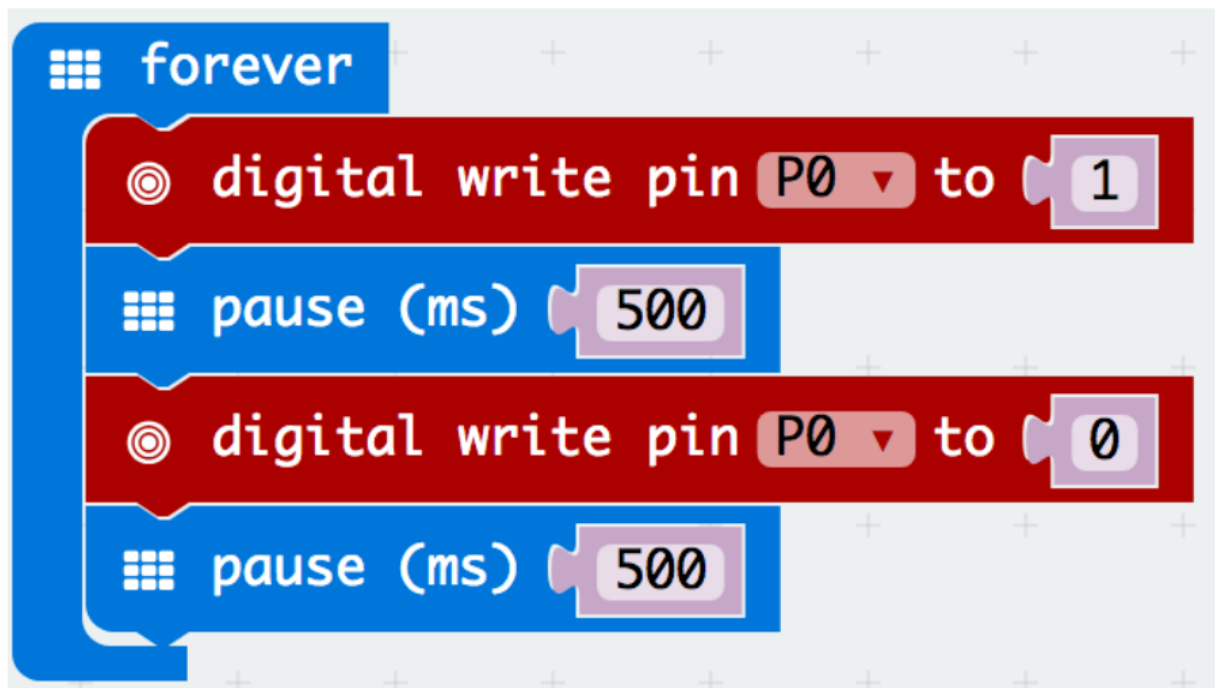 forever
digital write pin P0 ▾ to 1
pause (ms) 500
digital write pin P0 ▾ to 0
pause (ms) 500